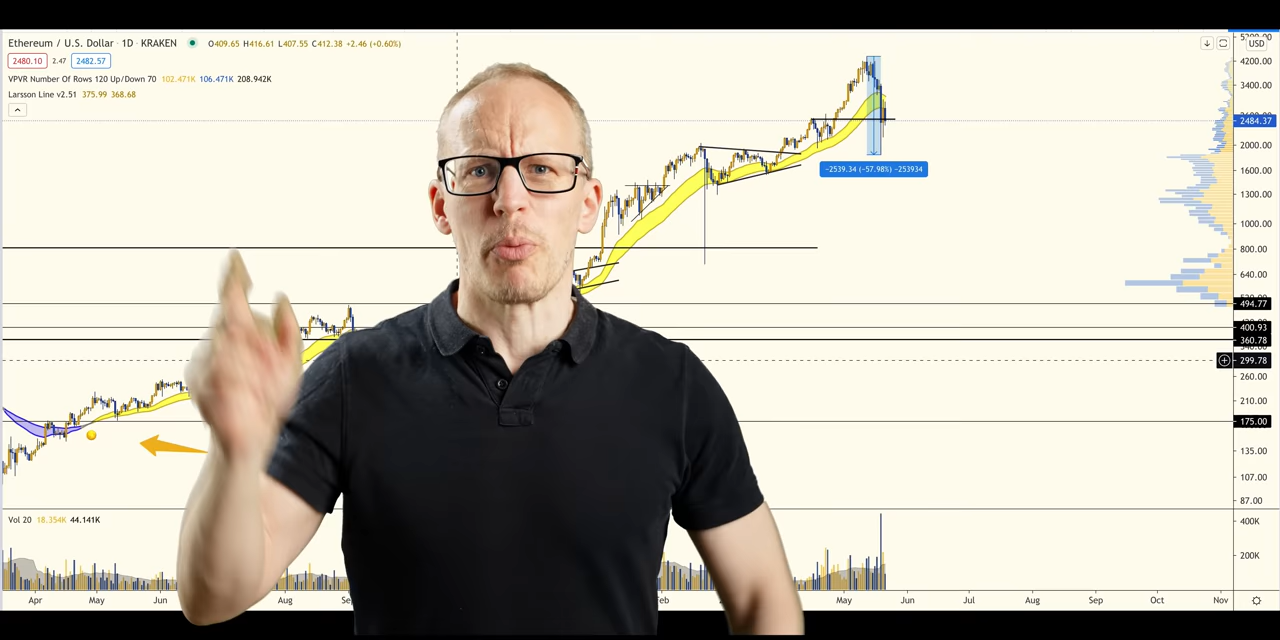 Ethereum / U.S. Dollar · 1D · KRAKEN O409.65 H416.61 L407.55 C412.38 +2.46 (+0.60%)
2480.10 2.47 2482.57
VPVR Number Of Rows 120 Up/Down 70 102.471K 106.471K 208.942K
Larsson Line v2.51 375.99 368.68
USD
4200.00
3400.00
2484.37
2000.00
−2539.34 (−57.98%) −253934
1600.00
1300.00
1000.00
800.00
640.00
494.77
400.93
360.78
299.78
260.00
210.00
175.00
135.00
107.00
87.00
Vol 20 18.354K 44.141K
400K
200K
Apr May Jun Aug May Jun Jul Aug Sep Oct Nov